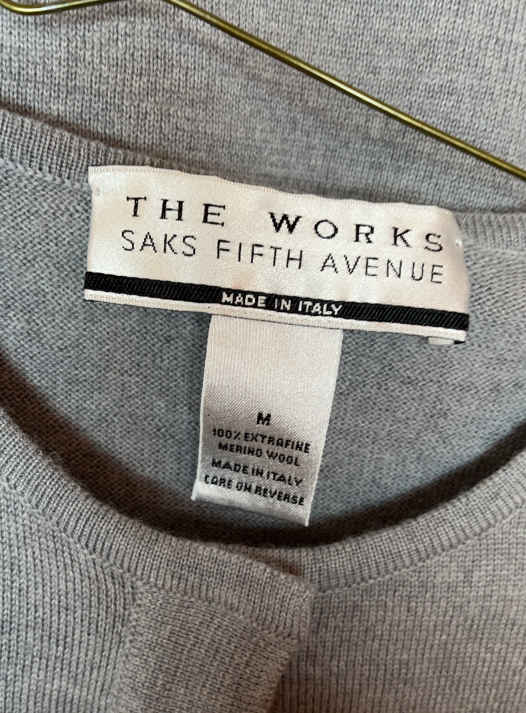 THE WORKS
SAKS FIFTH AVENUE
MADE IN ITALY
M
100% EXTRAFINE
MERINO WOOL
MADE IN ITALY
CARE ON REVERSE